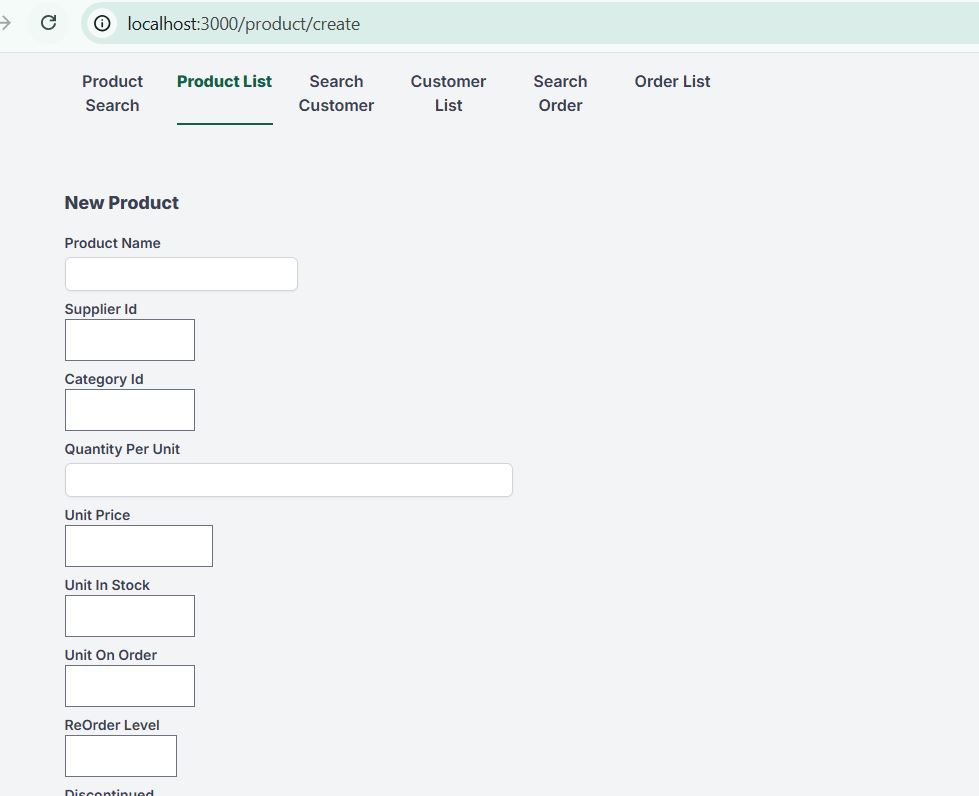 localhost:3000/product/create
Product Search
Product List
Search Customer
Customer List
Search Order
Order List
New Product
Product Name
Supplier Id
Category Id
Quantity Per Unit
Unit Price
Unit In Stock
Unit On Order
ReOrder Level
Discontinued